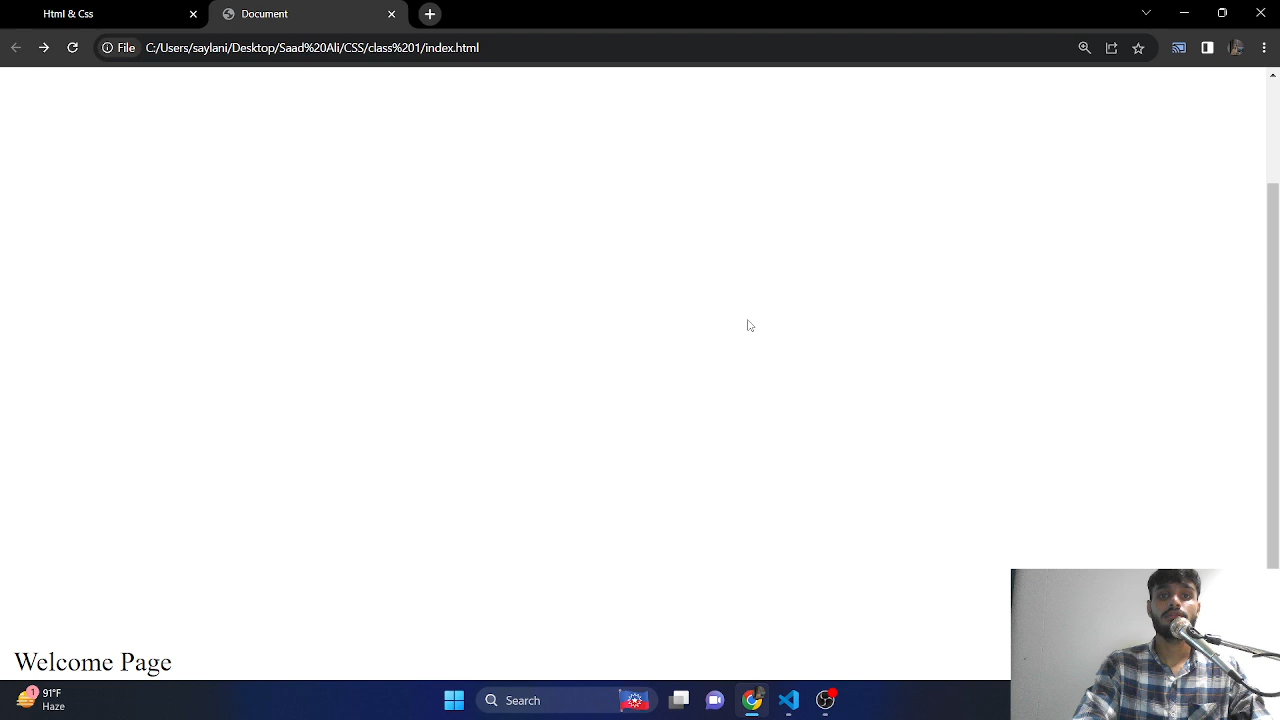 Html & Css
Document
File
C:/Users/saylani/Desktop/Saad%20Ali/CSS/class%201/index.html
Welcome Page
1
91°F
Haze
Search